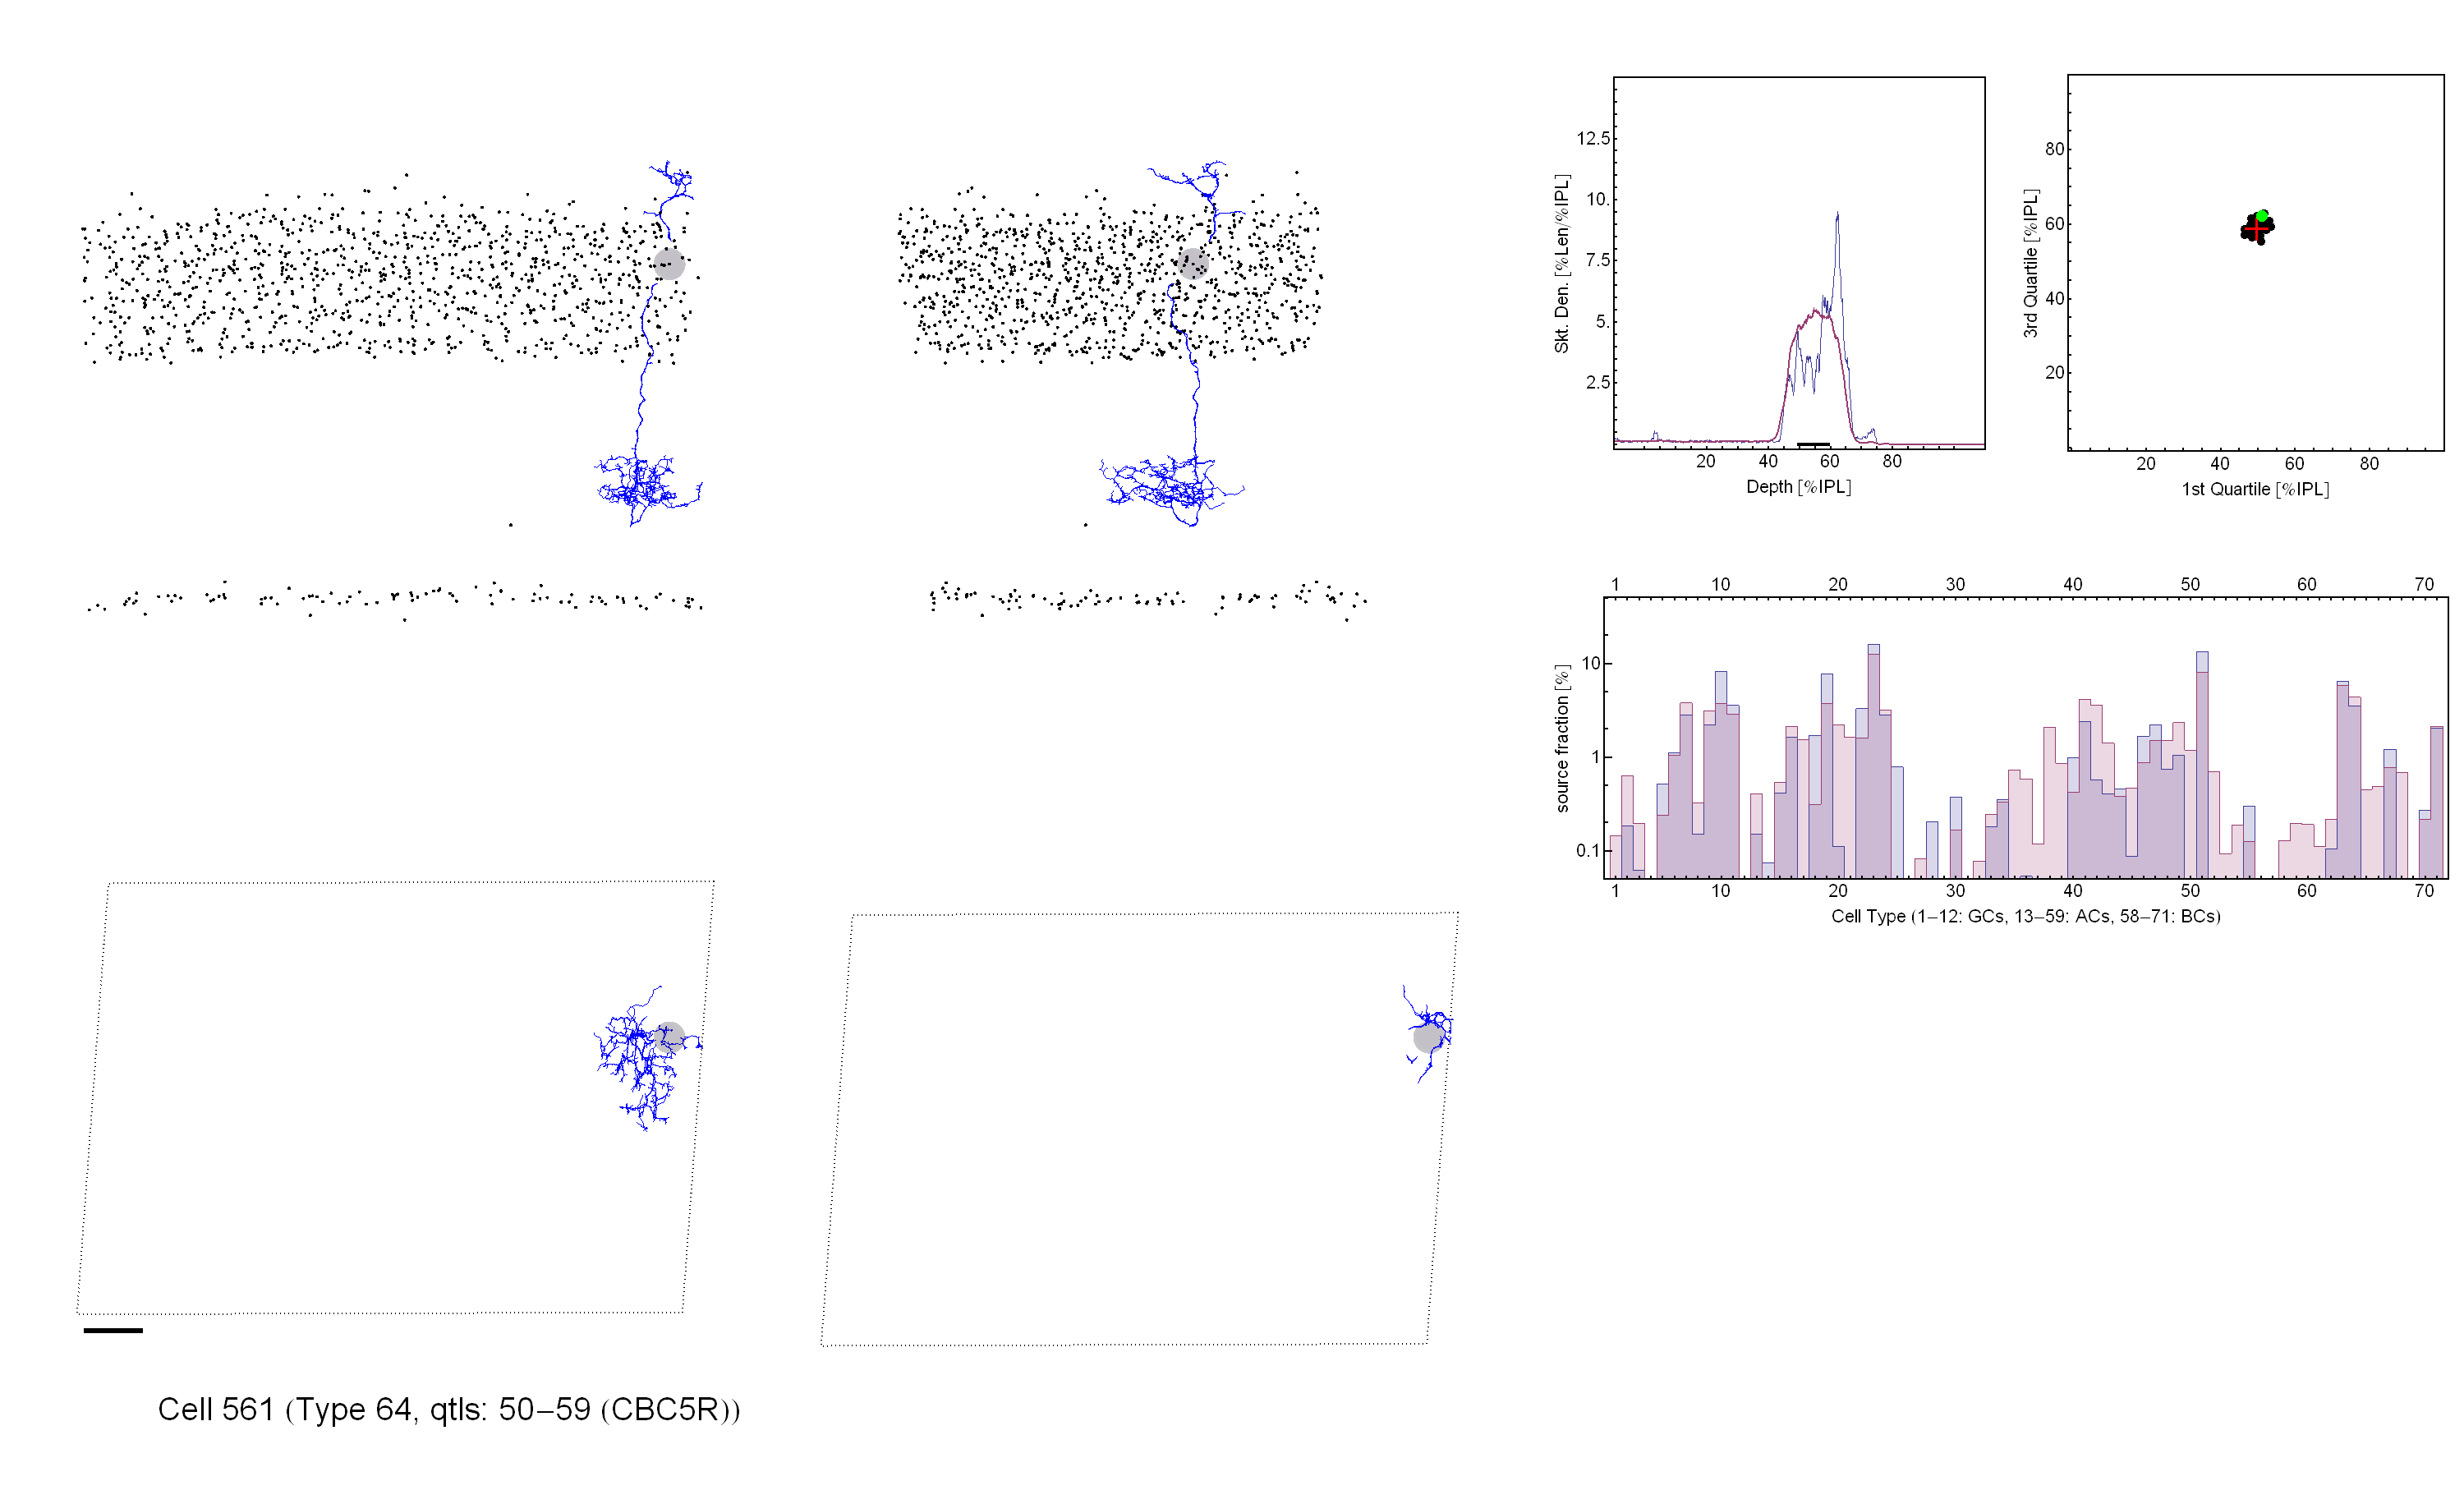 12.5
10.
7.5
5.
2.5
Skt. Den. [%Len/%IPL]
20 40 60 80
Depth [%IPL]
80
60
40
20
3rd Quartile [%IPL]
20 40 60 80
1st Quartile [%IPL]
1 10 20 30 40 50 60 70
10
1
0.1
source fraction [%]
1 10 20 30 40 50 60 70
Cell Type (1–12: GCs, 13–59: ACs, 58–71: BCs)
Cell 561 (Type 64, qtls: 50–59 (CBC5R))